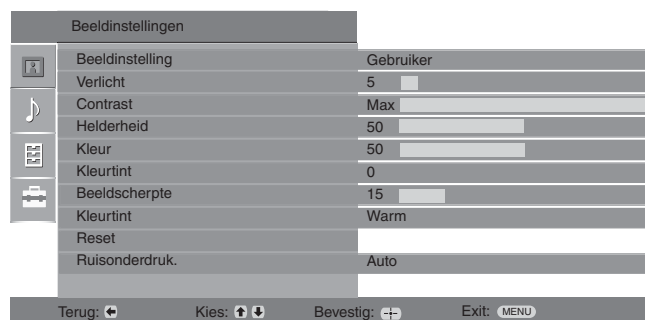 Beeldinstellingen
Beeldinstelling Gebruiker
Verlicht 5
Contrast Max
Helderheid 50
Kleur 50
Kleurtint 0
Beeldscherpte 15
Kleurtint Warm
Reset
Ruisonderdruk. Auto
Terug: Kies: Bevestig: Exit: MENU